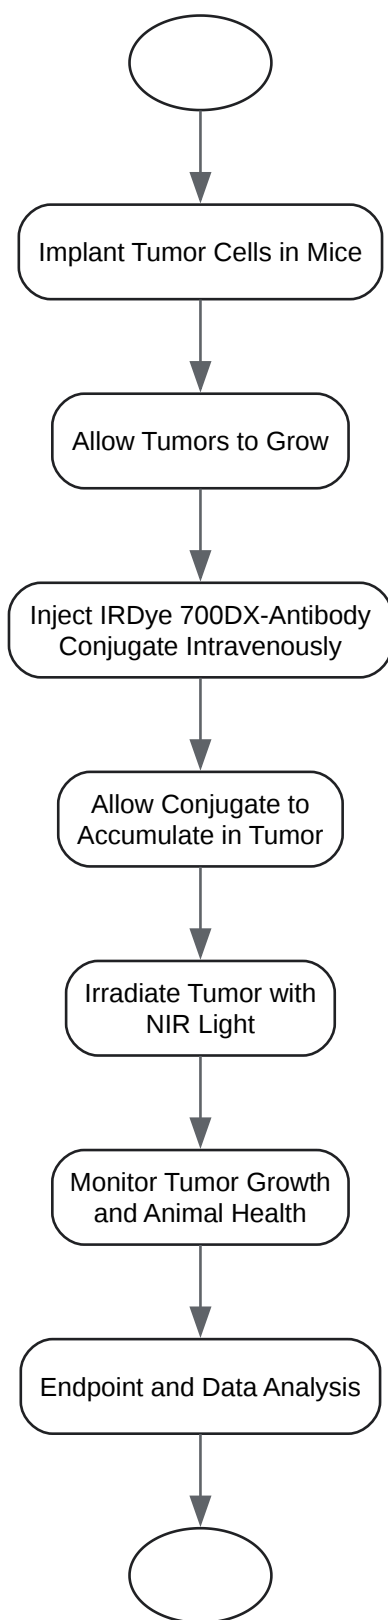 Implant Tumor Cells in Mice
Allow Tumors to Grow
Inject IRDye 700DX-Antibody
Conjugate Intravenously
Allow Conjugate to
Accumulate in Tumor
Irradiate Tumor with
NIR Light
Monitor Tumor Growth
and Animal Health
Endpoint and Data Analysis